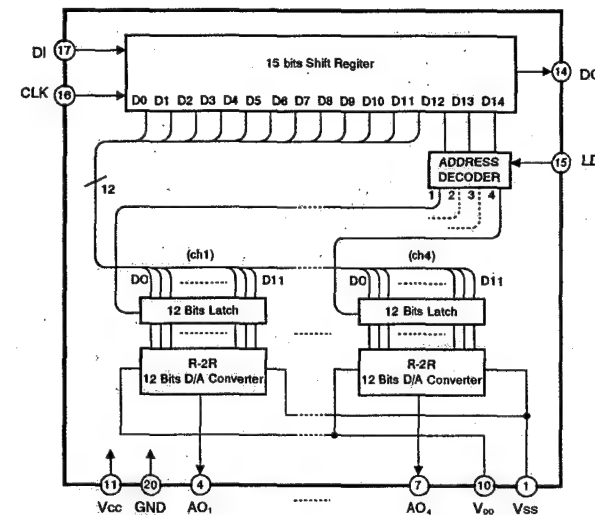 DI 17
15 bits Shift Regiter
14
CLK 16
D0 D1 D2 D3 D4 D5 D6 D7 D8 D9 D10 D11 D12 D13 D14
ADDRESS
DECODER
15
12
1 2 3 4
(ch1) (ch4)
D0 D11 D0 D11
12 Bits Latch 12 Bits Latch
R-2R R-2R
12 Bits D/A Converter 12 Bits D/A Converter
11 20 4 7 10 1
Vcc GND AO₁ AO₄ VDD VSS